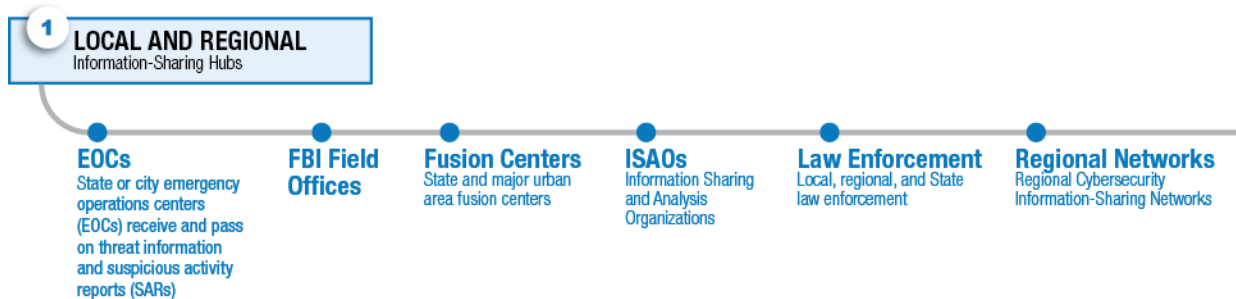 1
LOCAL AND REGIONAL
Information-Sharing Hubs
EOCs
State or city emergency
operations centers
(EOCs) receive and pass
on threat information
and suspicious activity
reports (SARs)
FBI Field
Offices
Fusion Centers
State and major urban
area fusion centers
ISAOs
Information Sharing
and Analysis
Organizations
Law Enforcement
Local, regional, and State
law enforcement
Regional Networks
Regional Cybersecurity
Information-Sharing Networks